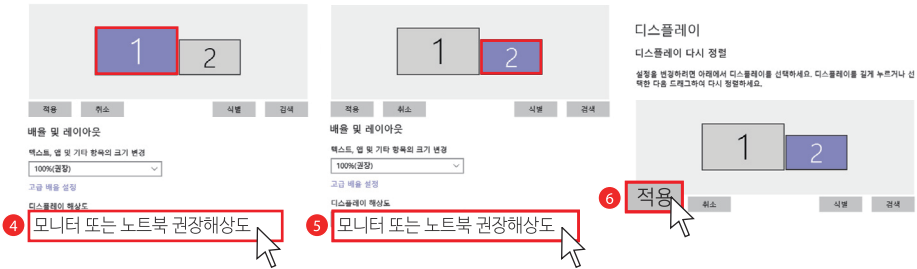 1
2
적용
취소
식별
검색
배율 및 레이아웃
텍스트, 앱 및 기타 항목의 크기 변경
100%(권장)
고급 배율 설정
디스플레이 해상도
4 모니터 또는 노트북 권장해상도
1
2
적용
취소
식별
검색
배율 및 레이아웃
텍스트, 앱 및 기타 항목의 크기 변경
100%(권장)
고급 배율 설정
디스플레이 해상도
5 모니터 또는 노트북 권장해상도
디스플레이
디스플레이 다시 정렬
설정을 변경하려면 아래에서 디스플레이를 선택하세요. 디스플레이를 길게 누르거나 선
택한 다음 드래그하여 다시 정렬하세요.
1
2
6 적용
취소
식별
검색